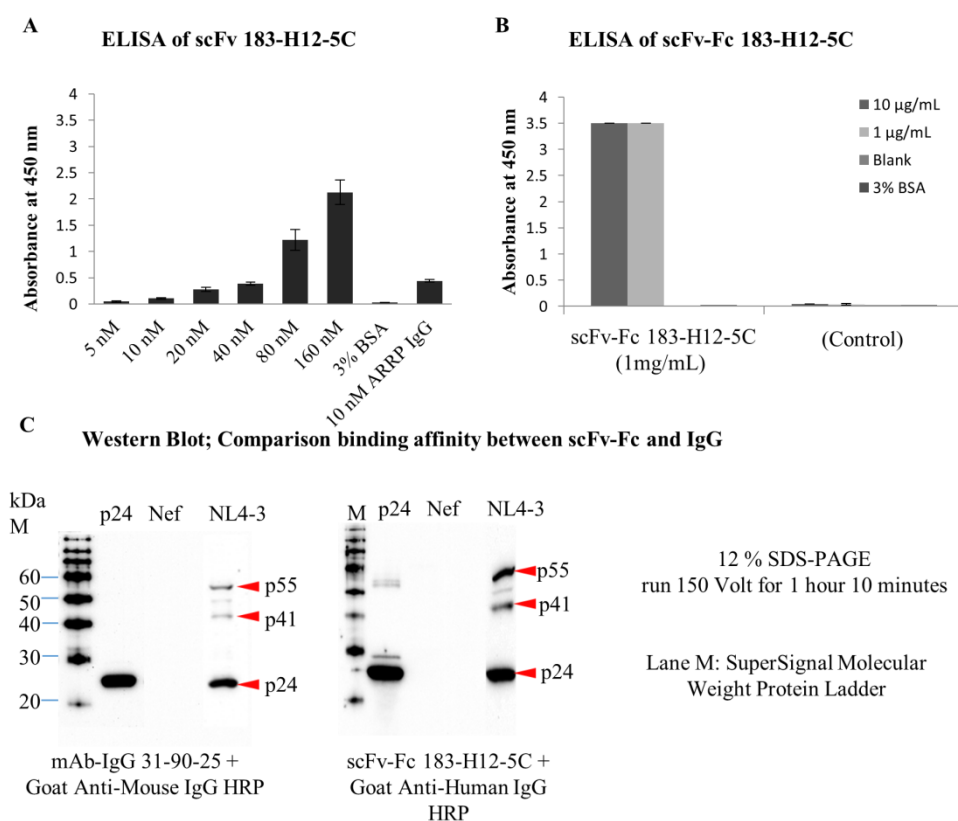 A
ELISA of scFv 183-H12-5C
Absorbance at 450 nm
4
3.5
3
2.5
2
1.5
1
0.5
0
5 nM
10 nM
20 nM
40 nM
80 nM
160 nM
3% BSA
10 nM ARRP IgG
B
ELISA of scFv-Fc 183-H12-5C
Absorbance at 450 nm
4
3.5
3
2.5
2
1.5
1
0.5
0
10 µg/mL
1 µg/mL
Blank
3% BSA
scFv-Fc 183-H12-5C
(1mg/mL)
(Control)
C
Western Blot; Comparison binding affinity between scFv-Fc and IgG
kDa
M
p24
Nef
NL4-3
60
50
40
30
20
p55
p41
p24
mAb-IgG 31-90-25 +
Goat Anti-Mouse IgG HRP
M
p24
Nef
NL4-3
p55
p41
p24
scFv-Fc 183-H12-5C +
Goat Anti-Human IgG
HRP
12 % SDS-PAGE
run 150 Volt for 1 hour 10 minutes
Lane M: SuperSignal Molecular
Weight Protein Ladder